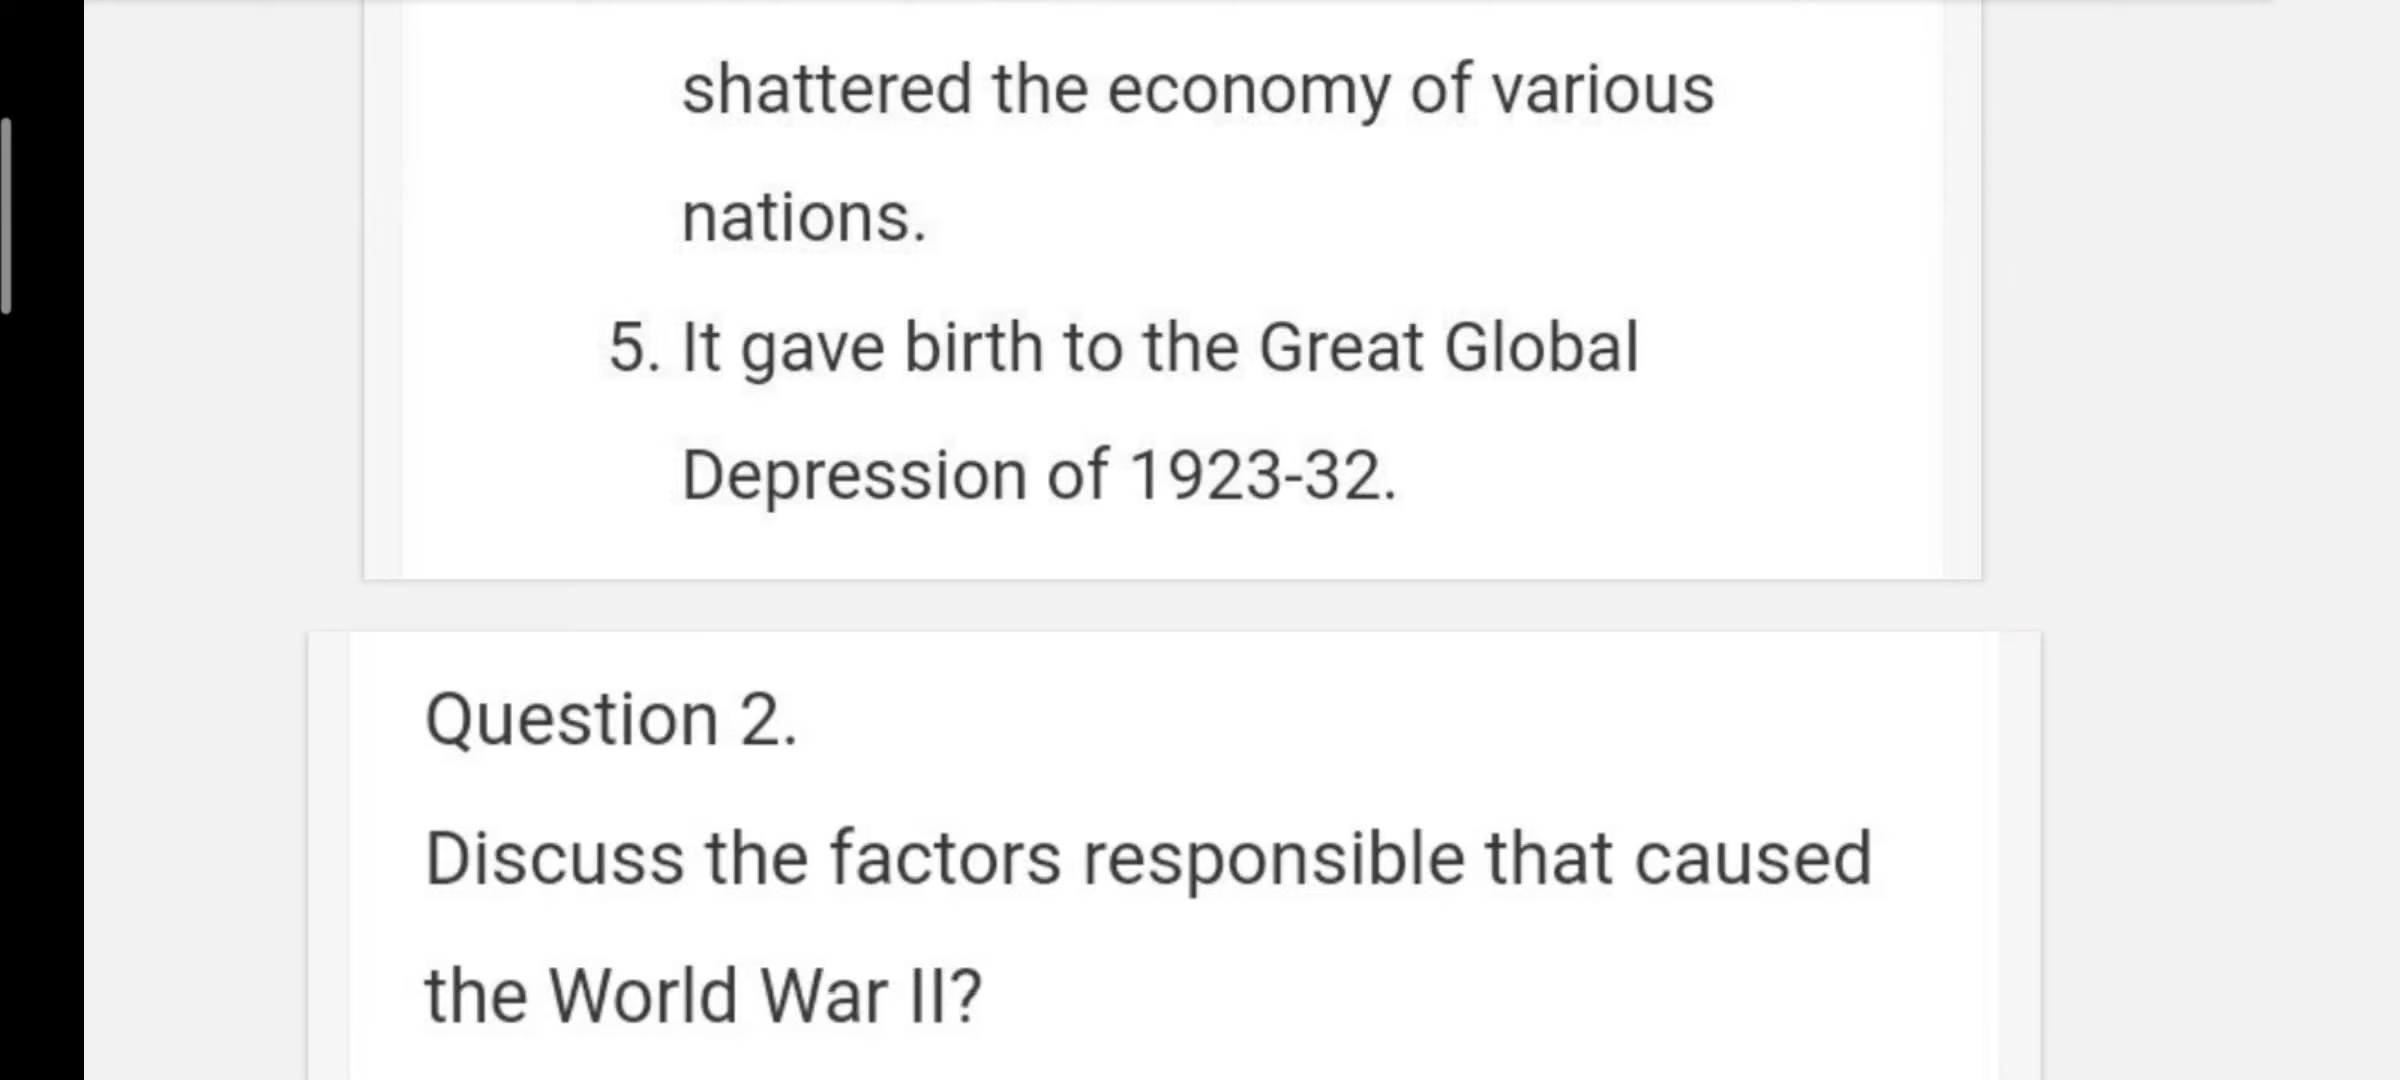 shattered the economy of various
nations.
5. It gave birth to the Great Global
Depression of 1923-32.
Question 2.
Discuss the factors responsible that caused
the World War II?